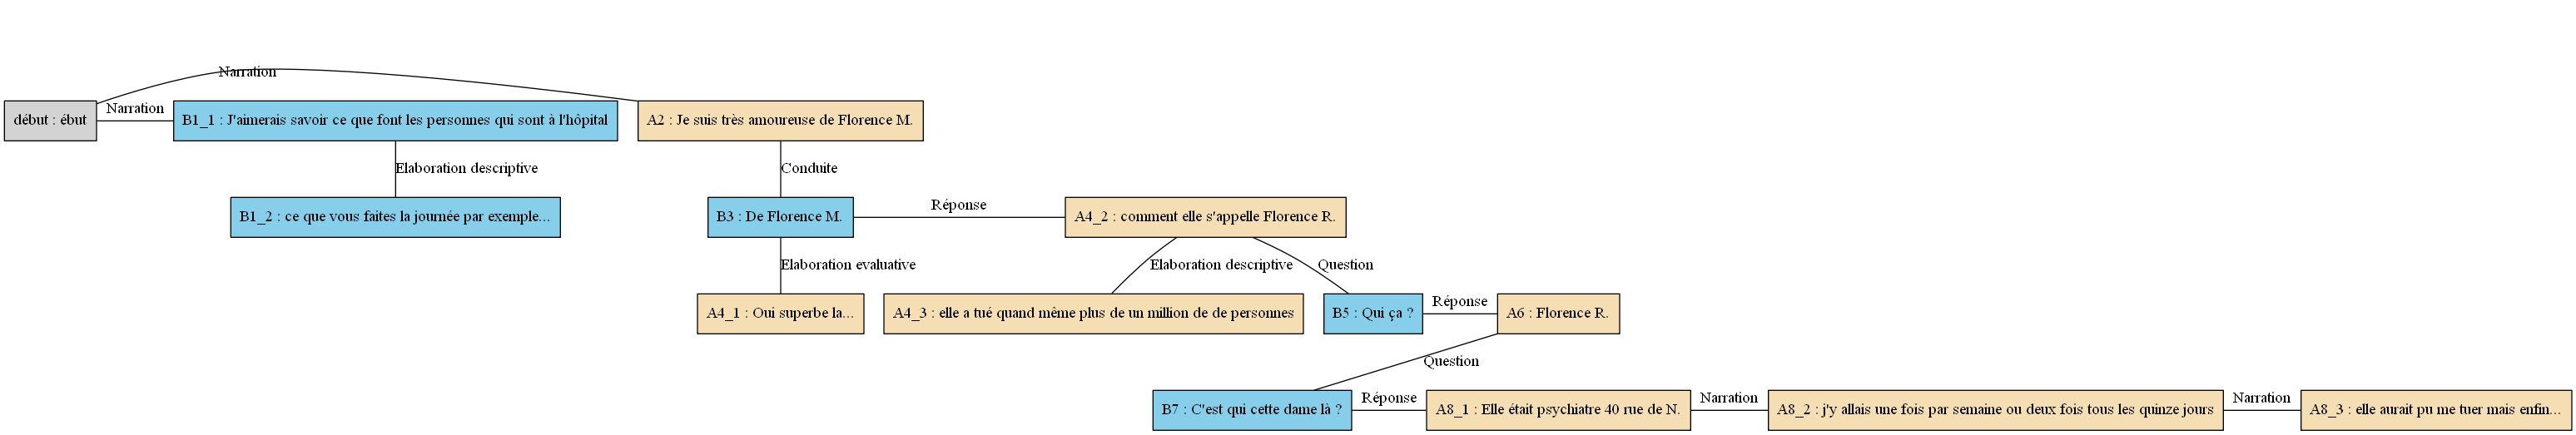 Narration
début : ébut
Narration
B1_1 : J'aimerais savoir ce que font les personnes qui sont à l'hôpital
A2 : Je suis très amoureuse de Florence M.
Elaboration descriptive
Conduite
B1_2 : ce que vous faites la journée par exemple...
B3 : De Florence M.
Réponse
A4_2 : comment elle s'appelle Florence R.
Elaboration evaluative
Elaboration descriptive
Question
A4_1 : Oui superbe la...
A4_3 : elle a tué quand même plus de un million de de personnes
B5 : Qui ça ?
Réponse
A6 : Florence R.
Question
B7 : C'est qui cette dame là ?
Réponse
A8_1 : Elle était psychiatre 40 rue de N.
Narration
A8_2 : j'y allais une fois par semaine ou deux fois tous les quinze jours
Narration
A8_3 : elle aurait pu me tuer mais enfin...